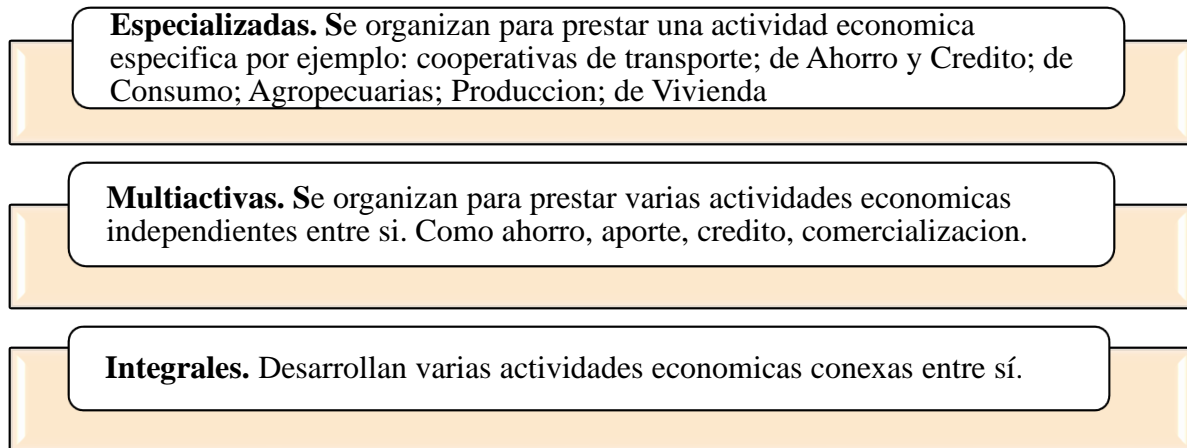 Especializadas. Se organizan para prestar una actividad economica
especifica por ejemplo: cooperativas de transporte; de Ahorro y Credito; de
Consumo; Agropecuarias; Produccion; de Vivienda
Multiactivas. Se organizan para prestar varias actividades economicas
independientes entre si. Como ahorro, aporte, credito, comercializacion.
Integrales. Desarrollan varias actividades economicas conexas entre sí.